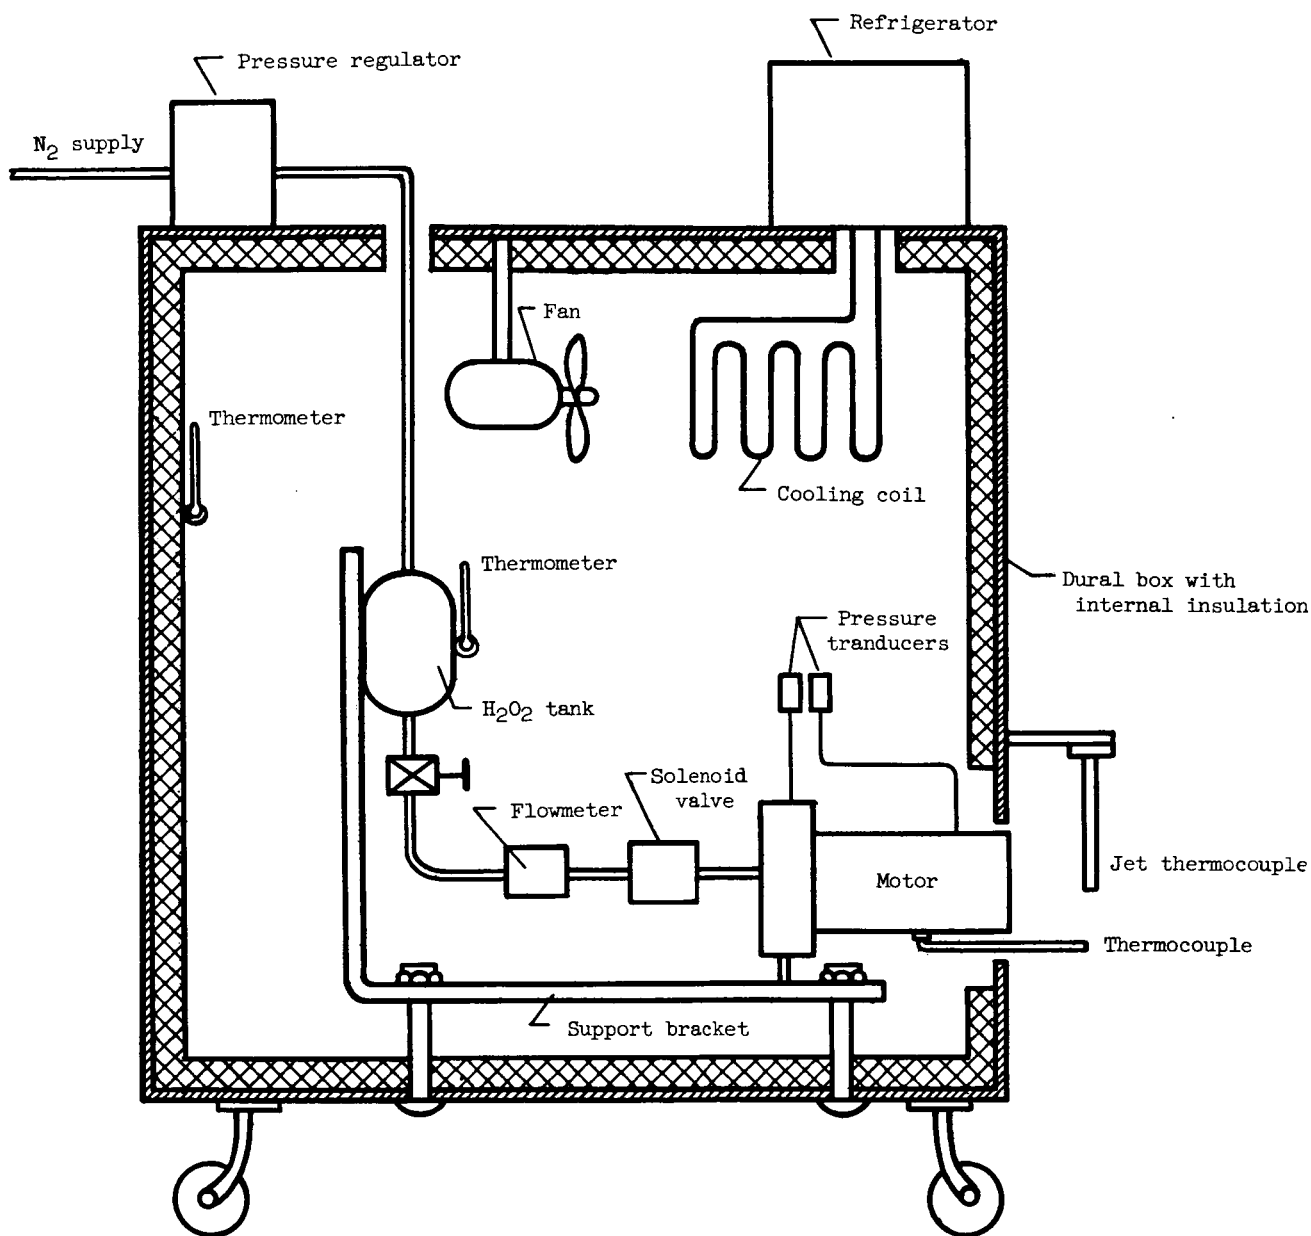 Refrigerator
Pressure regulator
N2 supply
Fan
Thermometer
Cooling coil
Thermometer
Dural box with
internal insulation
Pressure
tranducers
H2O2 tank
Solenoid
valve
Flowmeter
Motor
Jet thermocouple
Thermocouple
Support bracket